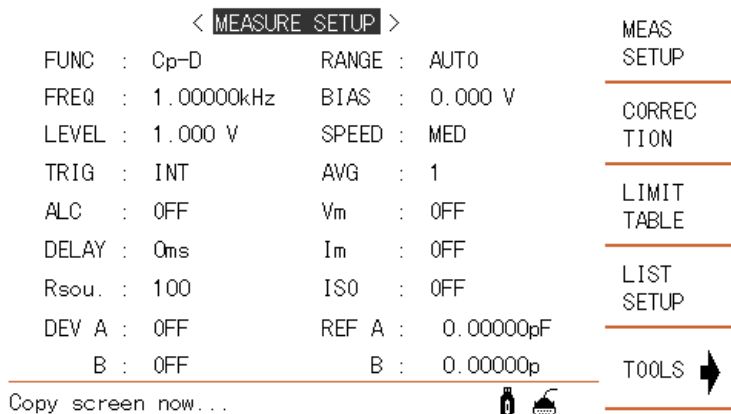 < MEASURE SETUP >
FUNC : Cp-D RANGE : AUTO
FREQ : 1.00000kHz BIAS : 0.000 V
LEVEL : 1.000 V SPEED : MED
TRIG : INT AVG : 1
ALC : OFF Vm : OFF
DELAY : 0ms Im : OFF
Rsou. : 100 ISO : OFF
DEV A : OFF REF A : 0.00000pF
B : OFF B : 0.00000p
Copy screen now...
MEAS
SETUP
CORREC
TION
LIMIT
TABLE
LIST
SETUP
TOOLS